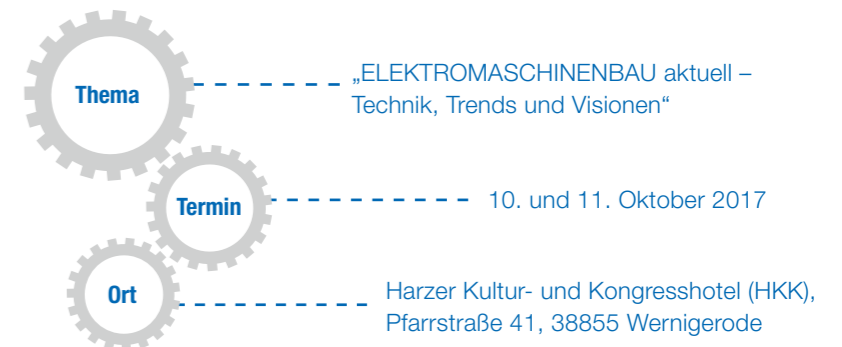 Thema
„ELEKTROMASCHINENBAU aktuell –
Technik, Trends und Visionen“
Termin
10. und 11. Oktober 2017
Ort
Harzer Kultur- und Kongresshotel (HKK),
Pfarrstraße 41, 38855 Wernigerode